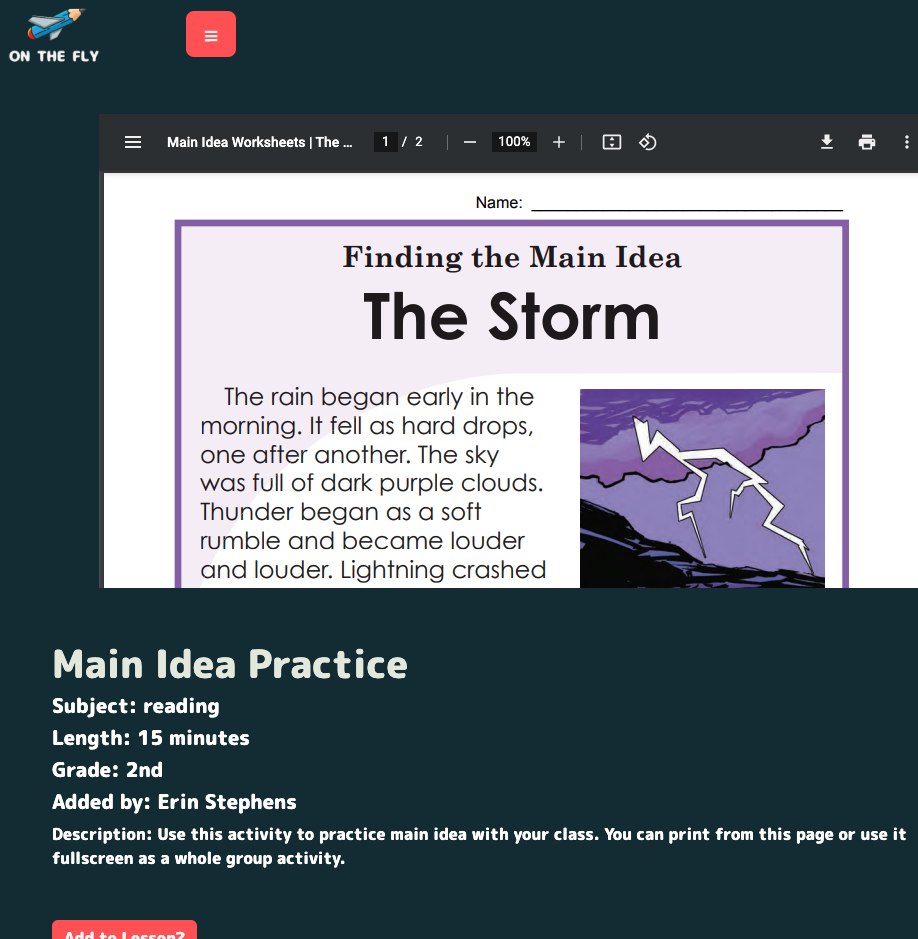 ON THE FLY
Main Idea Worksheets | The ...
1 / 2
100%
Name:
Finding the Main Idea
The Storm
The rain began early in the
morning. It fell as hard drops,
one after another. The sky
was full of dark purple clouds.
Thunder began as a soft
rumble and became louder
and louder. Lightning crashed
Main Idea Practice
Subject: reading
Length: 15 minutes
Grade: 2nd
Added by: Erin Stephens
Description: Use this activity to practice main idea with your class. You can print from this page or use it
fullscreen as a whole group activity.
Add to Lesson?